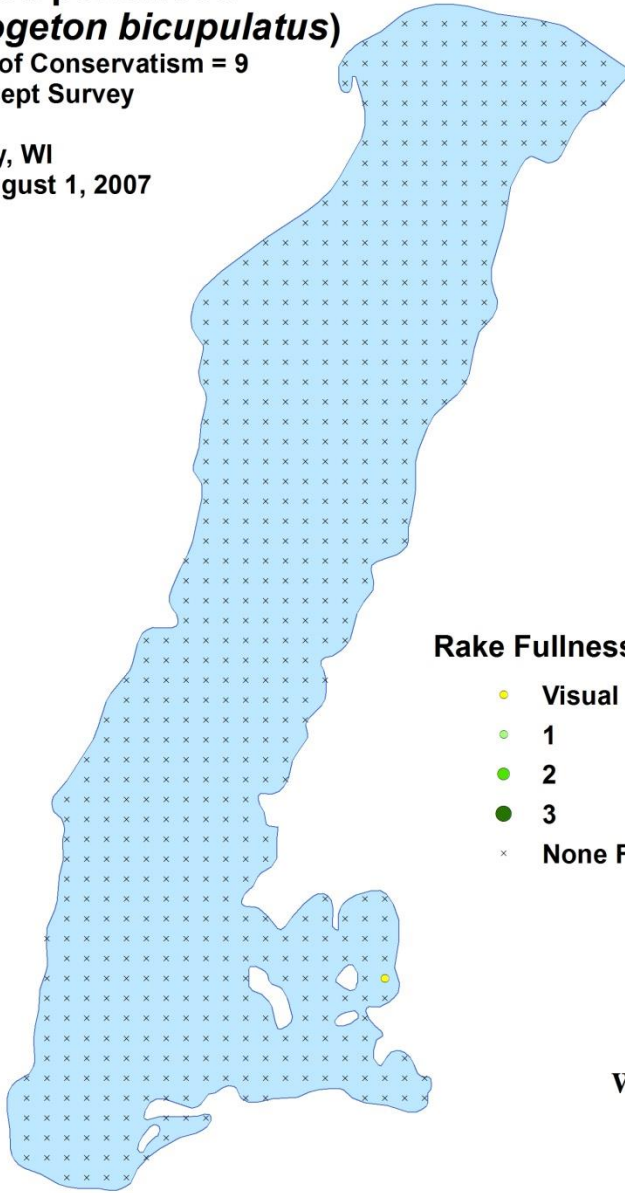 ogeton bicupulatus)
of Conservatism = 9
ept Survey
y, WI
gust 1, 2007
Rake Fullness
Visual
1
2
3
None F